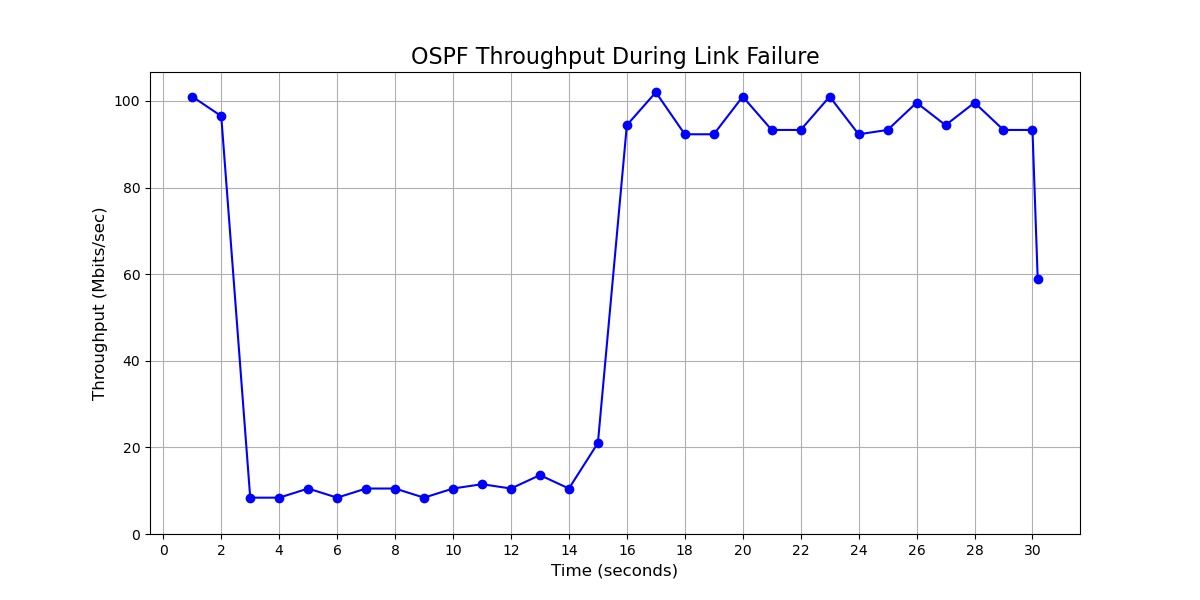 OSPF Throughput During Link Failure
Throughput (Mbits/sec)
100
80
60
40
20
0
0 2 4 6 8 10 12 14 16 18 20 22 24 26 28 30
Time (seconds)